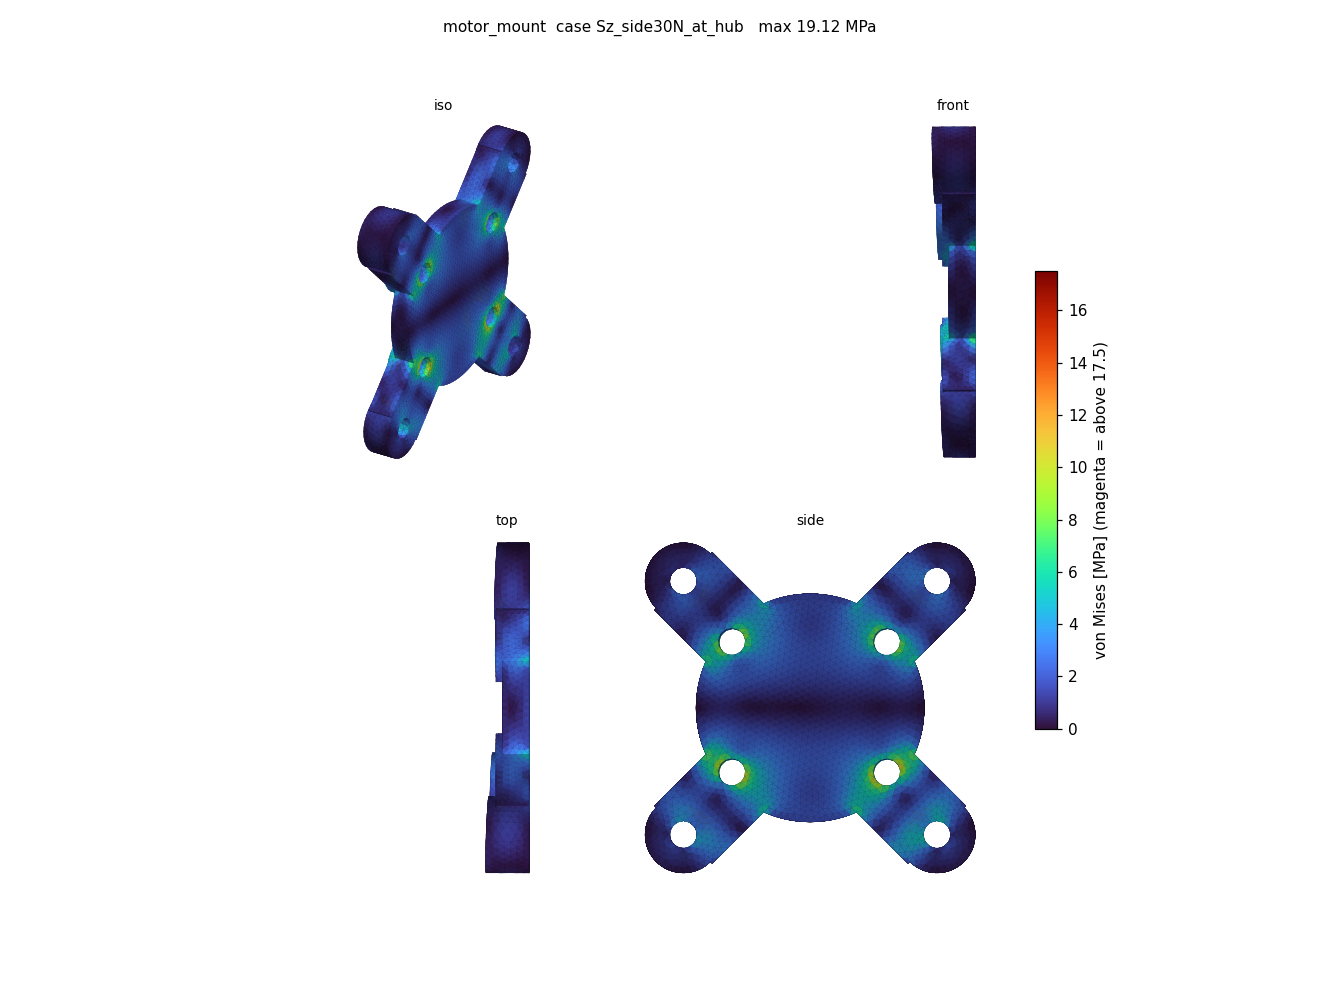 motor_mount  case Sz_side30N_at_hub   max 19.12 MPa
iso
front
top
side
16
14
12
10
8
6
4
2
0
von Mises [MPa] (magenta = above 17.5)